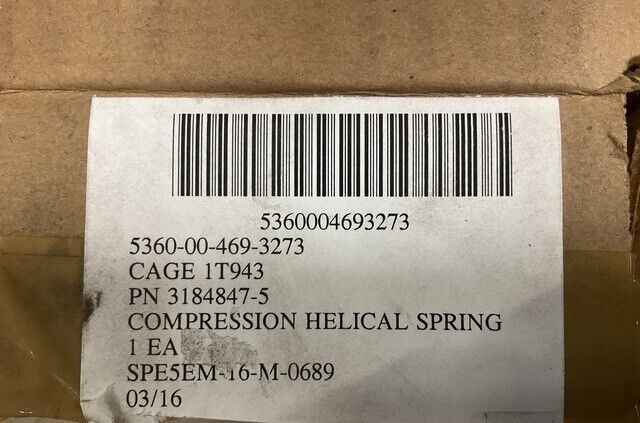 5360004693273
5360-00-469-3273
CAGE 1T943
PN 3184847-5
COMPRESSION HELICAL SPRING
1 EA
SPE5EM-16-M-0689
03/16